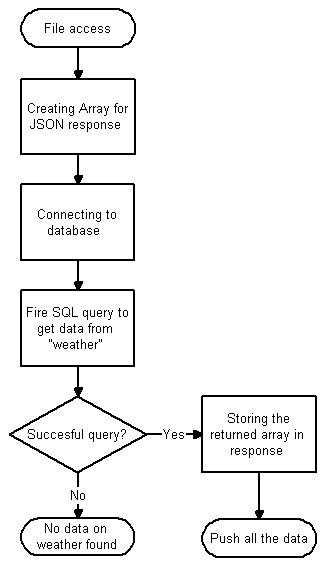 File access
Creating Array for
JSON response
Connecting to
database
Fire SQL query to
get data from
"weather"
Succesful query?
Yes
Storing the
returned array in
response
No
No data on
weather found
Push all the data